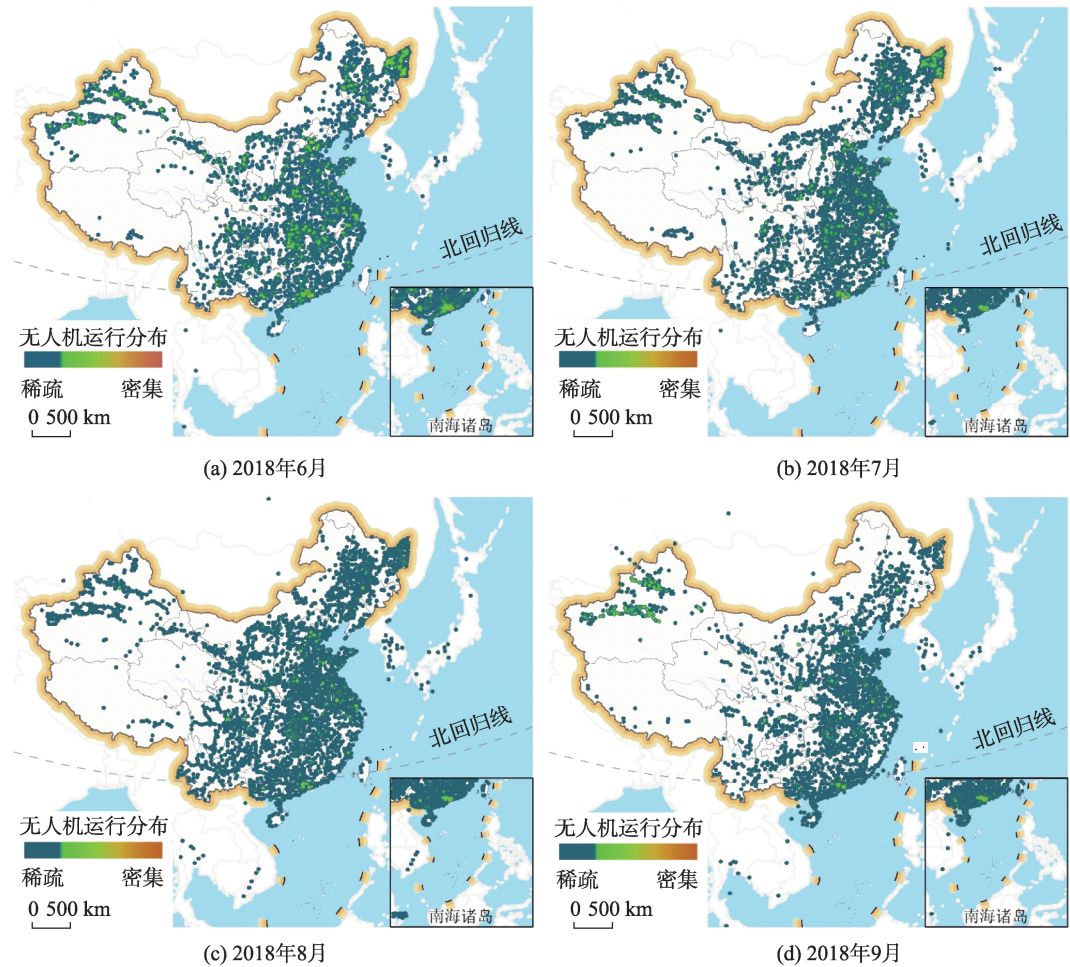 北回归线
无人机运行分布
稀疏 密集
0 500 km
南海诸岛
(a) 2018年6月
北回归线
无人机运行分布
稀疏 密集
0 500 km
南海诸岛
(b) 2018年7月
北回归线
无人机运行分布
稀疏 密集
0 500 km
南海诸岛
(c) 2018年8月
北回归线
无人机运行分布
稀疏 密集
0 500 km
南海诸岛
(d) 2018年9月